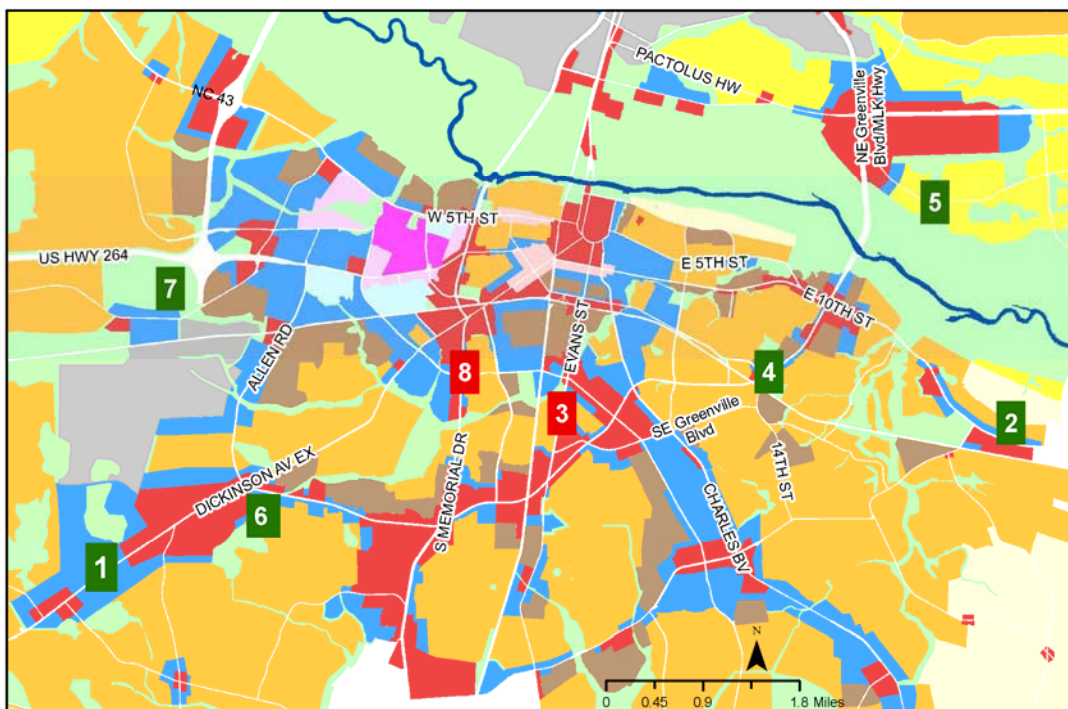 PACTOLUS HW
NC 43
NE Greenville
Blvd/MLK Hwy
5
W 5TH ST
US HWY 264
E 5TH ST
7
E 10TH ST
ALLEN RD
EVANS ST
8
4
3
SE Greenville
Blvd
2
14TH ST
DICKINSON AV EX
S MEMORIAL DR
CHARLES BV
6
1
N
0 0.45 0.9 1.8 Miles